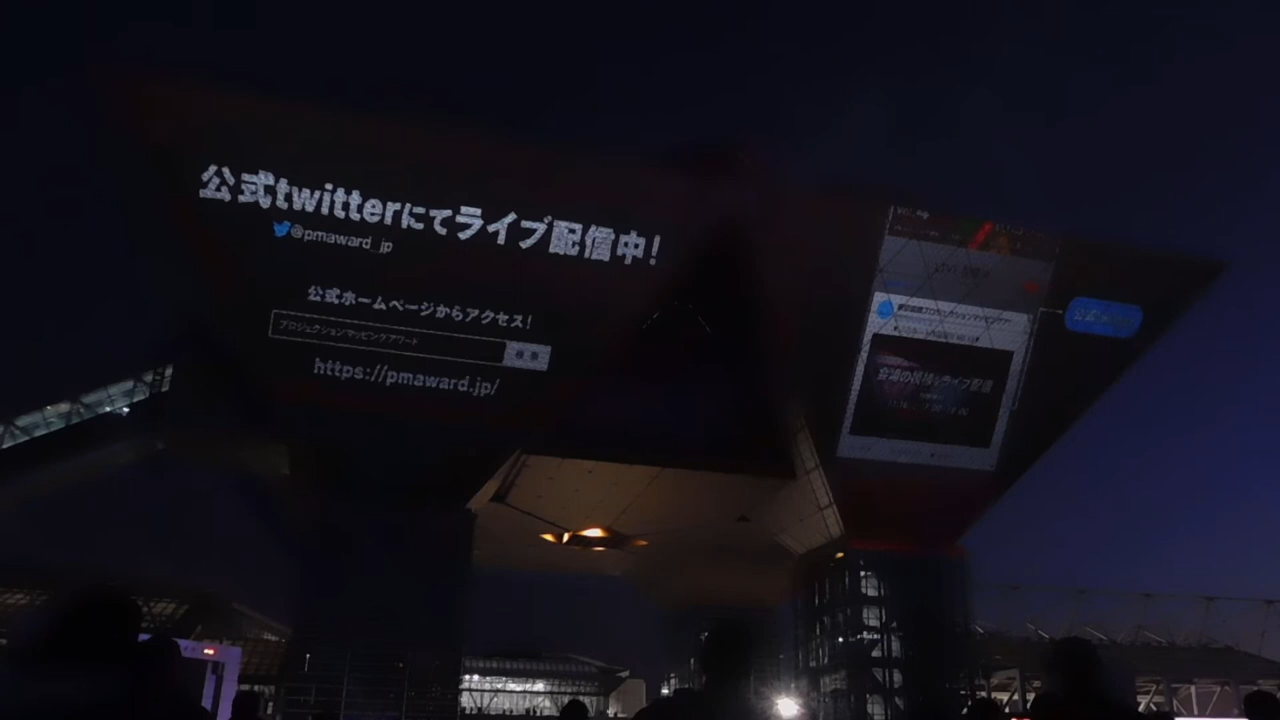 公式twitterにてライブ配信中!
@pmaward_jp
公式ホームページからアクセス!
プロジェクションマッピングアワード
検索
https://pmaward.jp/
会場の模様をライブ配信